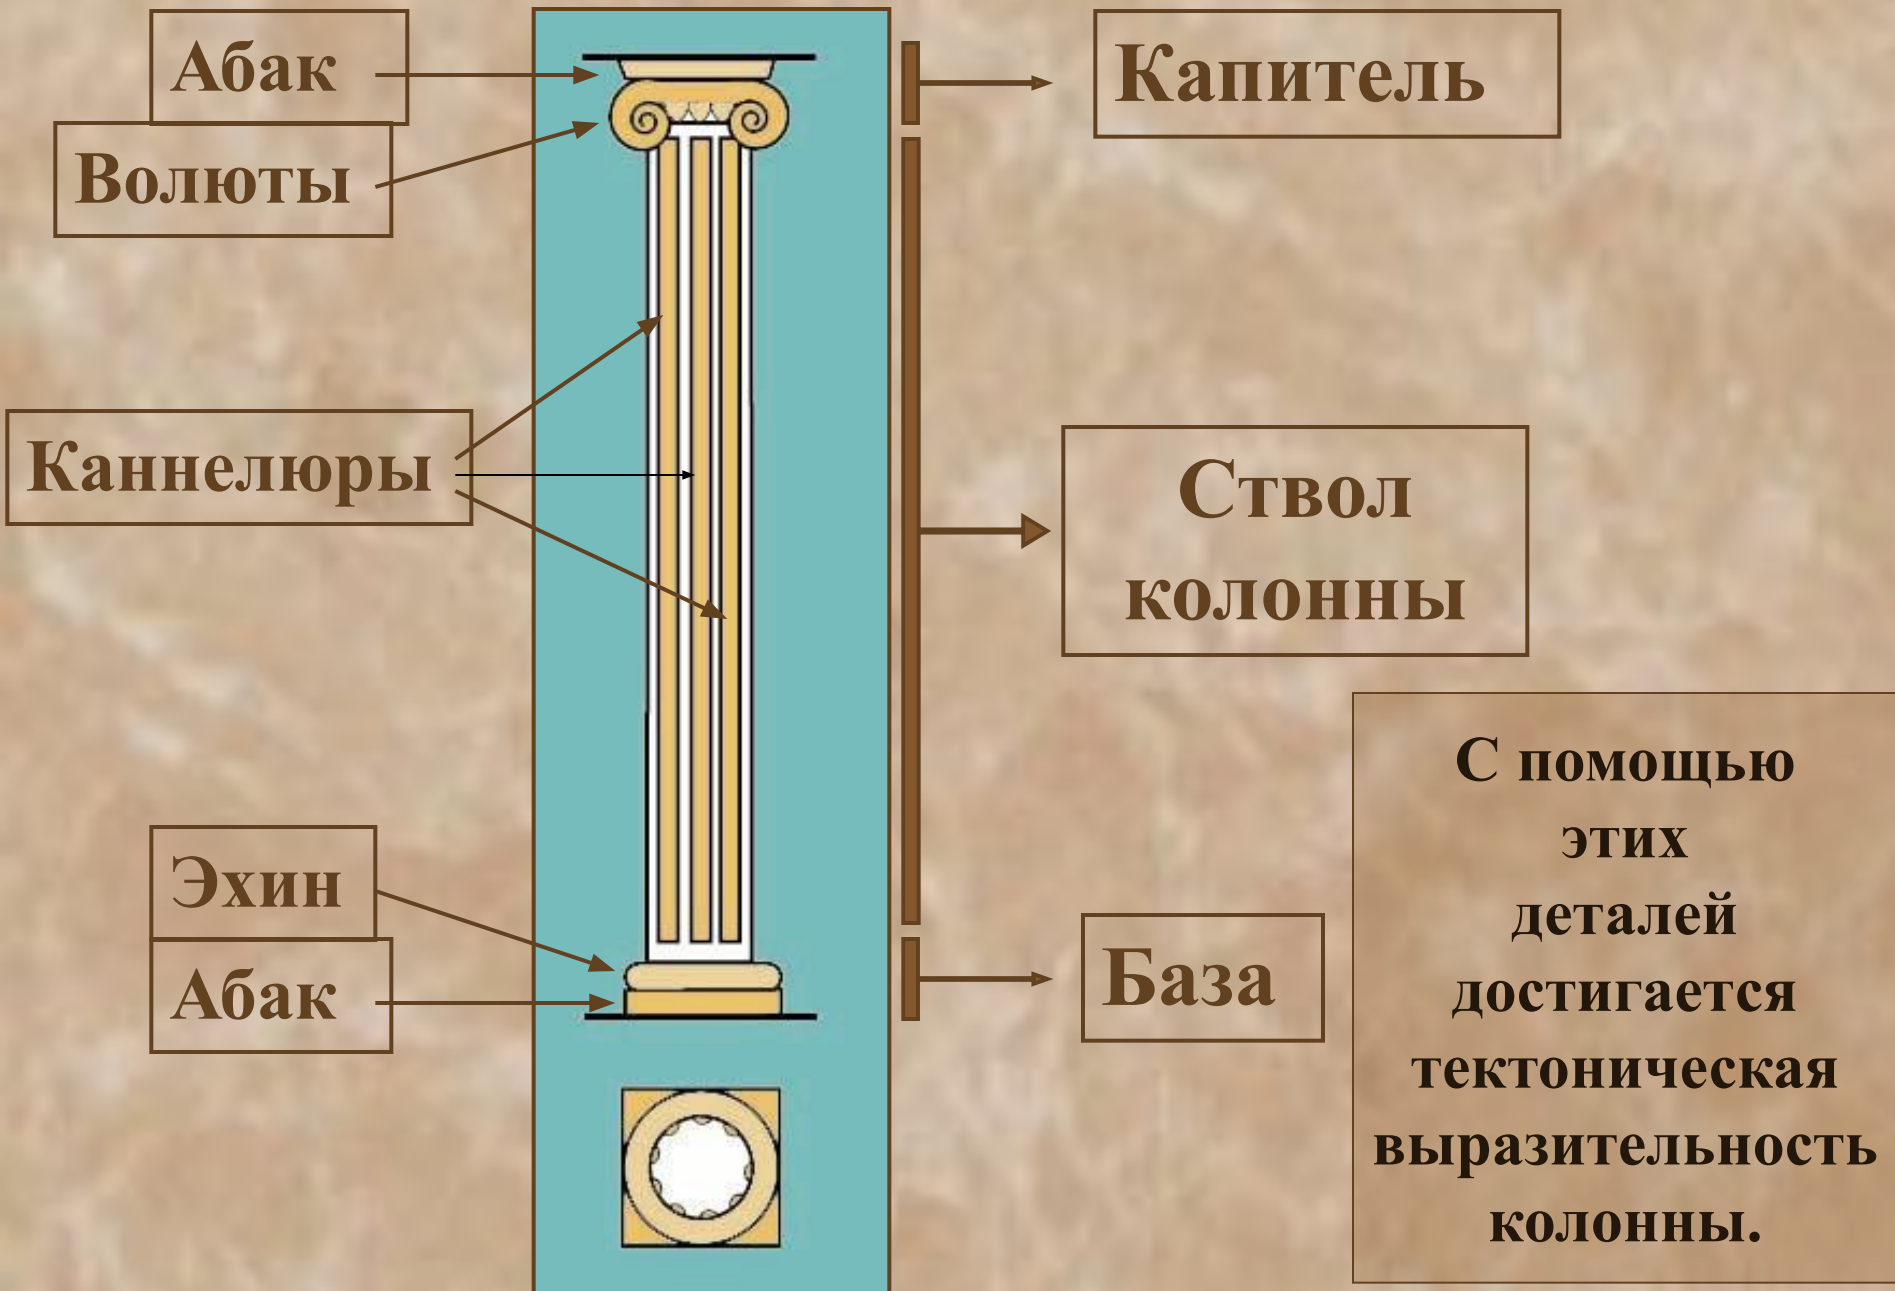 Абак
Волюты
Каннелюры
Эхин
Абак
Капитель
Ствол
колонны
База
С помощью
этих
деталей
достигается
тектоническая
выразительность
колонны.